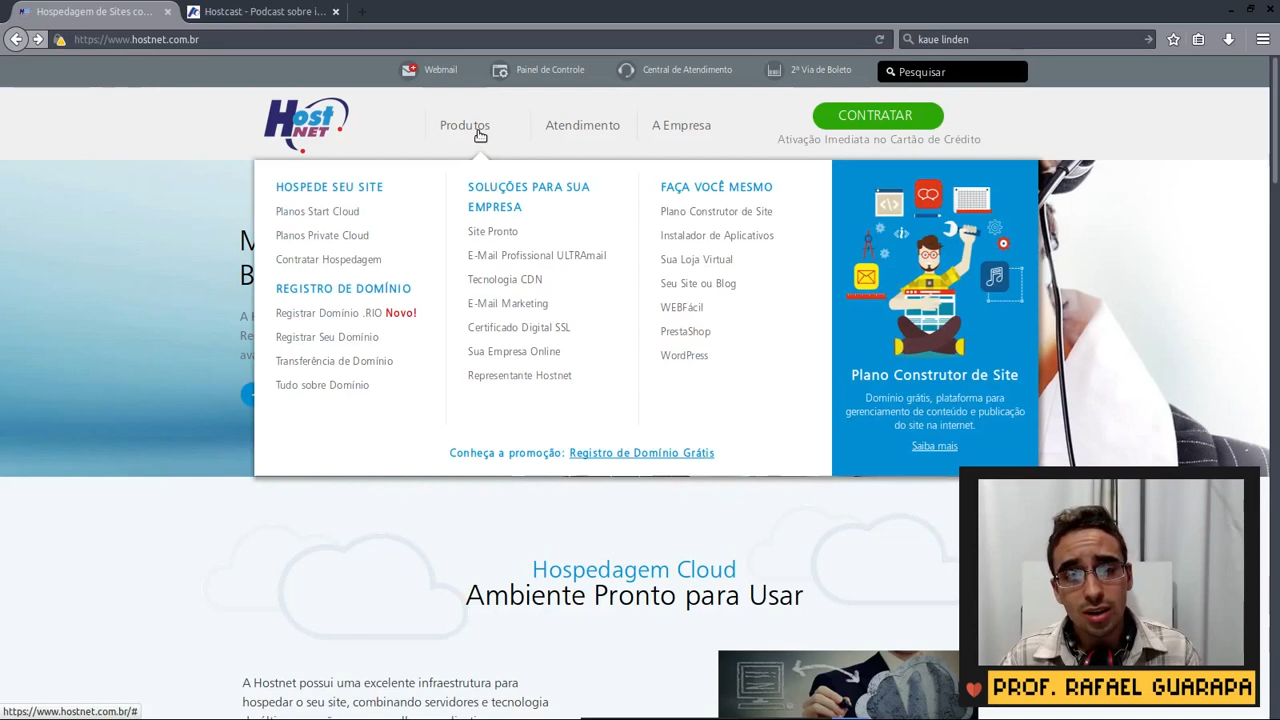 Hospedagem de Sites co...
Hostcast - Podcast sobre i...
https://www.hostnet.com.br
kaue linden
Webmail
Painel de Controle
Central de Atendimento
2ª Via de Boleto
Pesquisar
Host
NET
Produtos
Atendimento
A Empresa
CONTRATAR
Ativação Imediata no Cartão de Crédito
HOSPEDE SEU SITE
Planos Start Cloud
Planos Private Cloud
Contratar Hospedagem
REGISTRO DE DOMÍNIO
Registrar Domínio .RIO Novo!
Registrar Seu Domínio
Transferência de Domínio
Tudo sobre Domínio
SOLUÇÕES PARA SUA
EMPRESA
Site Pronto
E-Mail Profissional ULTRAmail
Tecnologia CDN
E-Mail Marketing
Certificado Digital SSL
Sua Empresa Online
Representante Hostnet
FAÇA VOCÊ MESMO
Plano Construtor de Site
Instalador de Aplicativos
Sua Loja Virtual
Seu Site ou Blog
WEBFácil
PrestaShop
WordPress
Conheça a promoção: Registro de Domínio Grátis
Plano Construtor de Site
Domínio grátis, plataforma para
gerenciamento de conteúdo e publicação
do site na internet.
Saiba mais
Hospedagem Cloud
Ambiente Pronto para Usar
A Hostnet possui uma excelente infraestrutura para
hospedar o seu site, combinando servidores e tecnologia
PROF. RAFAEL GUARAPA
https://www.hostnet.com.br/#